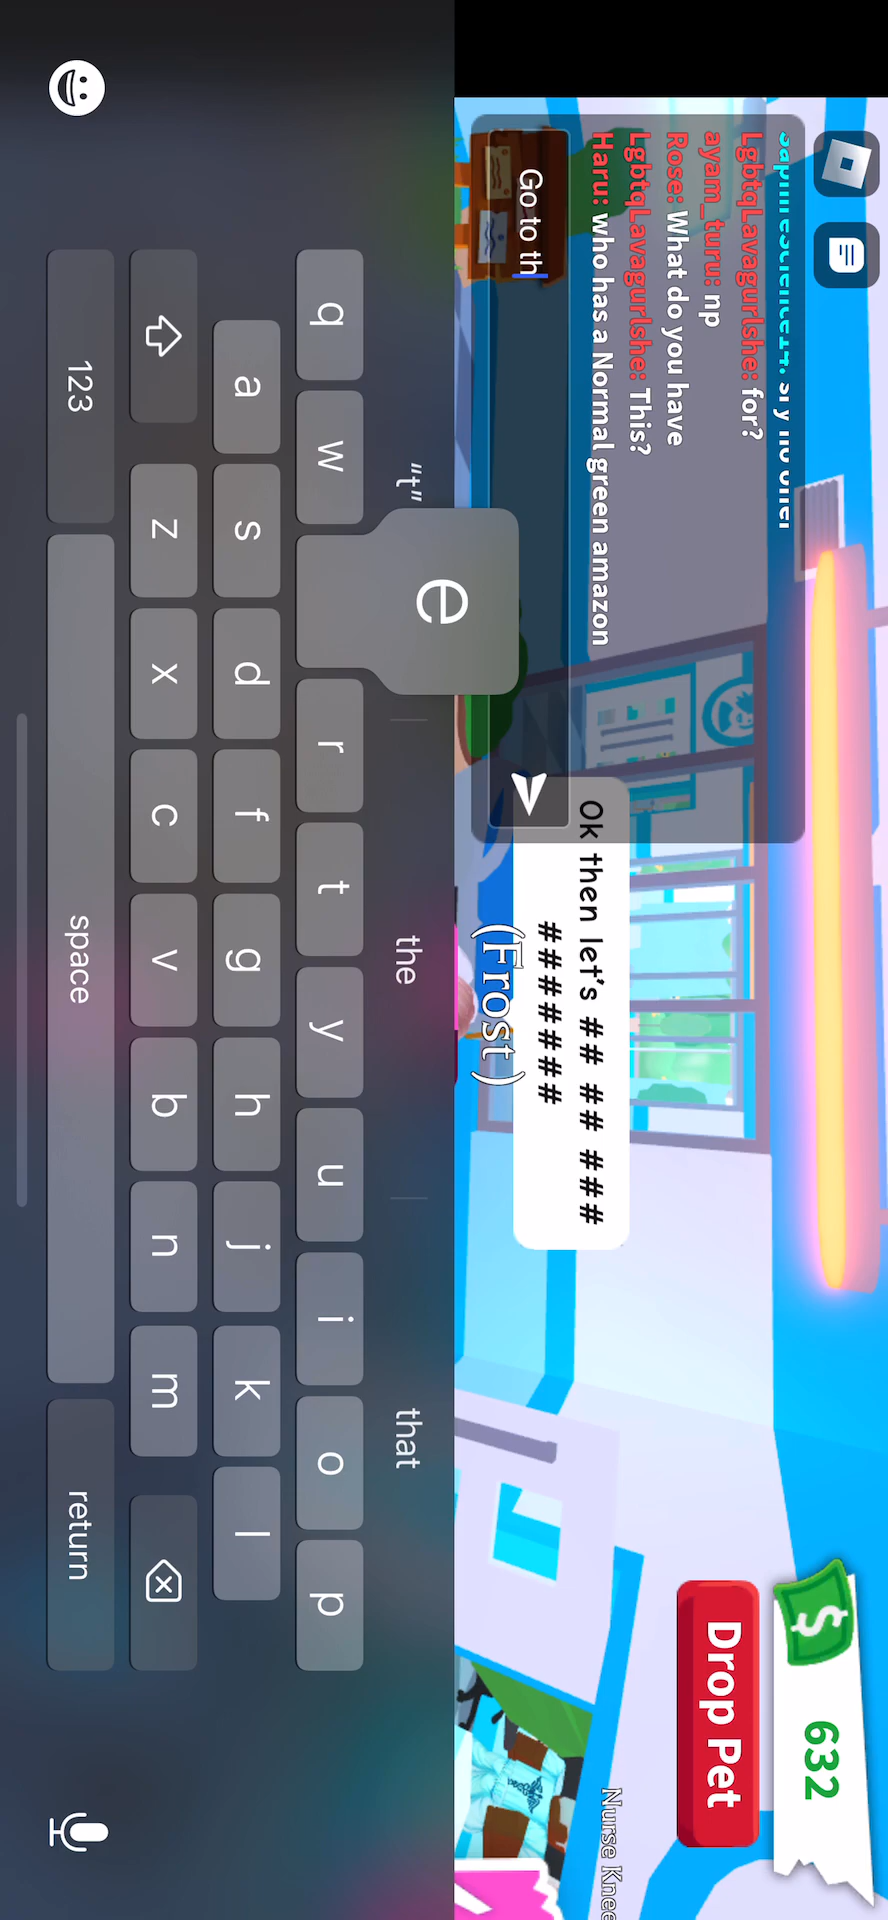 for?
LgbtqLavagurlshe: for?
ayam_turu: np
Rose: What do you have
LgbtqLavagurlshe: This?
Haru: who has a Normal green amazon
Go to th
Ok then let's ## ## ####
########
(Frost )
$ 632
Drop Pet
Nurse
"t" the that
q w e r t y u i o p
a s d f g h j k l
z x c v b n m
123 space return